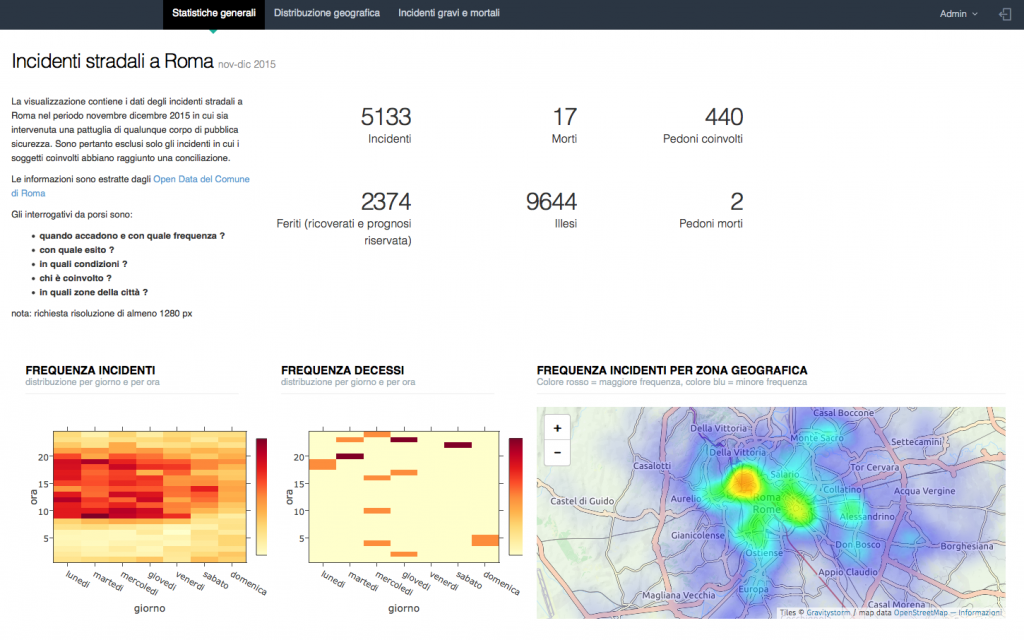 Statistiche generali Distribuzione geografica Incidenti gravi e mortali Admin
Incidenti stradali a Roma nov-dic 2015
La visualizzazione contiene i dati degli incidenti stradali a
Roma nel periodo novembre dicembre 2015 in cui sia
intervenuta una pattuglia di qualunque corpo di pubblica
sicurezza. Sono pertanto esclusi solo gli incidenti in cui i
soggetti coinvolti abbiano raggiunto una conciliazione.
Le informazioni sono estratte dagli Open Data del Comune
di Roma
Gli interrogativi da porsi sono:
• quando accadono e con quale frequenza ?
• con quale esito ?
• in quali condizioni ?
• chi è coinvolto ?
• in quali zone della città ?
nota: richiesta risoluzione di almeno 1280 px
5133
Incidenti
17
Morti
440
Pedoni coinvolti
2374
Feriti (ricoverati e prognosi
riservata)
9644
Illesi
2
Pedoni morti
FREQUENZA INCIDENTI
distribuzione per giorno e per ora
20
15
10
5
ora
lunedì
martedì
mercoledì
giovedì
venerdì
sabato
domenica
giorno
FREQUENZA DECESSI
distribuzione per giorno e per ora
20
15
10
5
ora
lunedì
martedì
mercoledì
giovedì
venerdì
sabato
domenica
giorno
FREQUENZA INCIDENTI PER ZONA GEOGRAFICA
Colore rosso = maggiore frequenza, colore blu = minore frequenza
+
−
Casal Boccone
Della Vittoria
Monte Sacro
Settecamini
Della Vittoria
Casalotti
Tor Cervara
Salario
Collatino
Acqua Vergine
Castel di Guido
Aurelio
Roma
Rome
Alessandrino
Gianicolense
Don Bosco
Borghesiana
Ostiense
Appio Claudio
Europa
Magliana Vecchia
Casal Morena
Tiles © Gravitystorm / map data OpenStreetMap — Informazioni